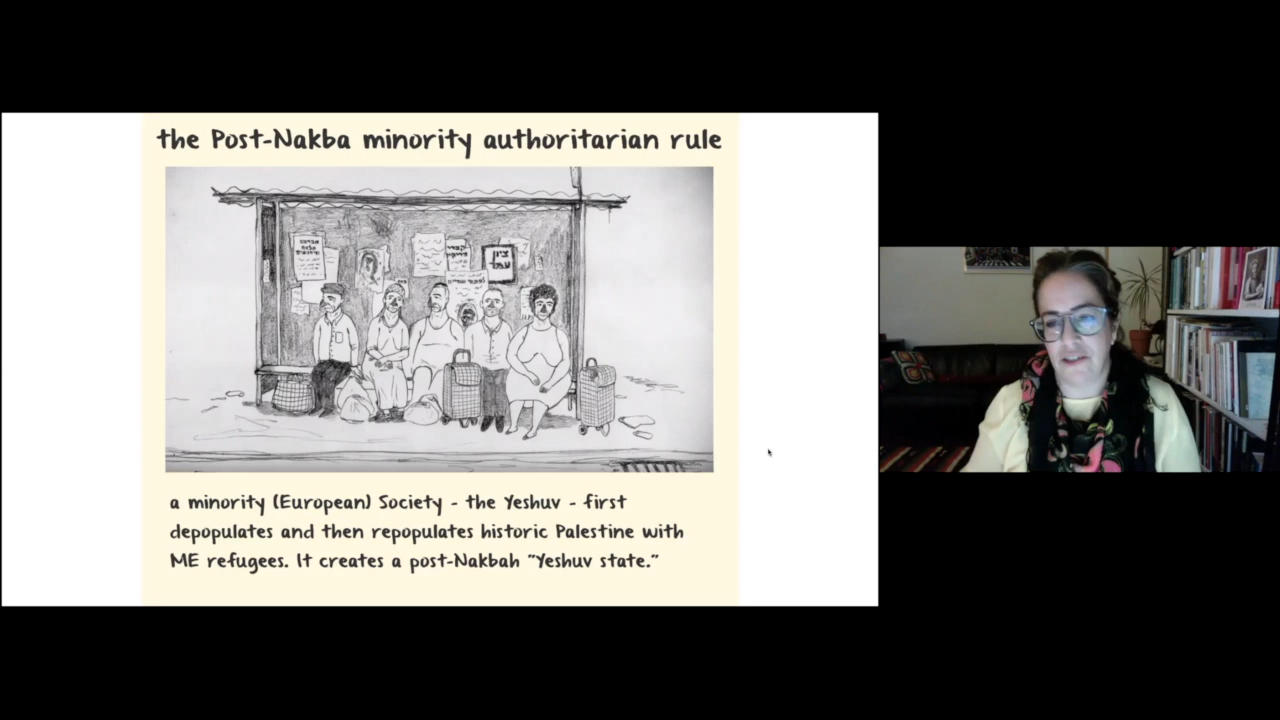 the Post-Nakba minority authoritarian rule
ציון
a minority (European) Society - the Yeshuv - first
depopulates and then repopulates historic Palestine with
ME refugees. It creates a post-Nakbah "Yeshuv state."